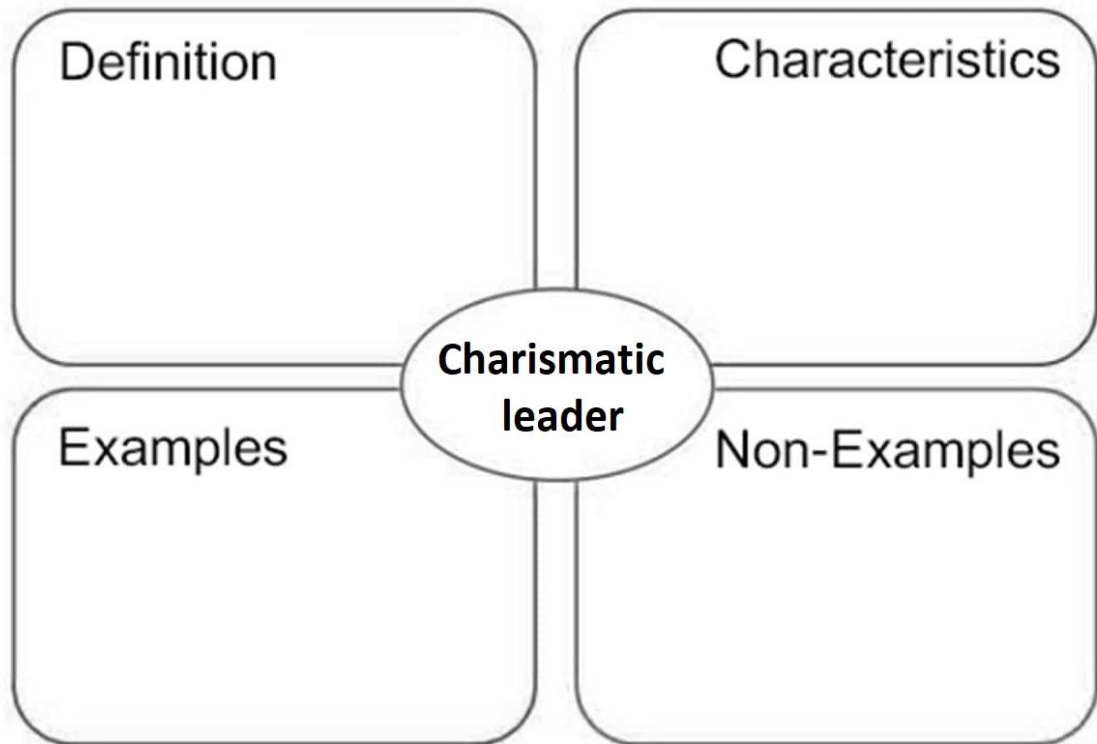 Definition
Characteristics
Charismatic
leader
Examples
Non-Examples